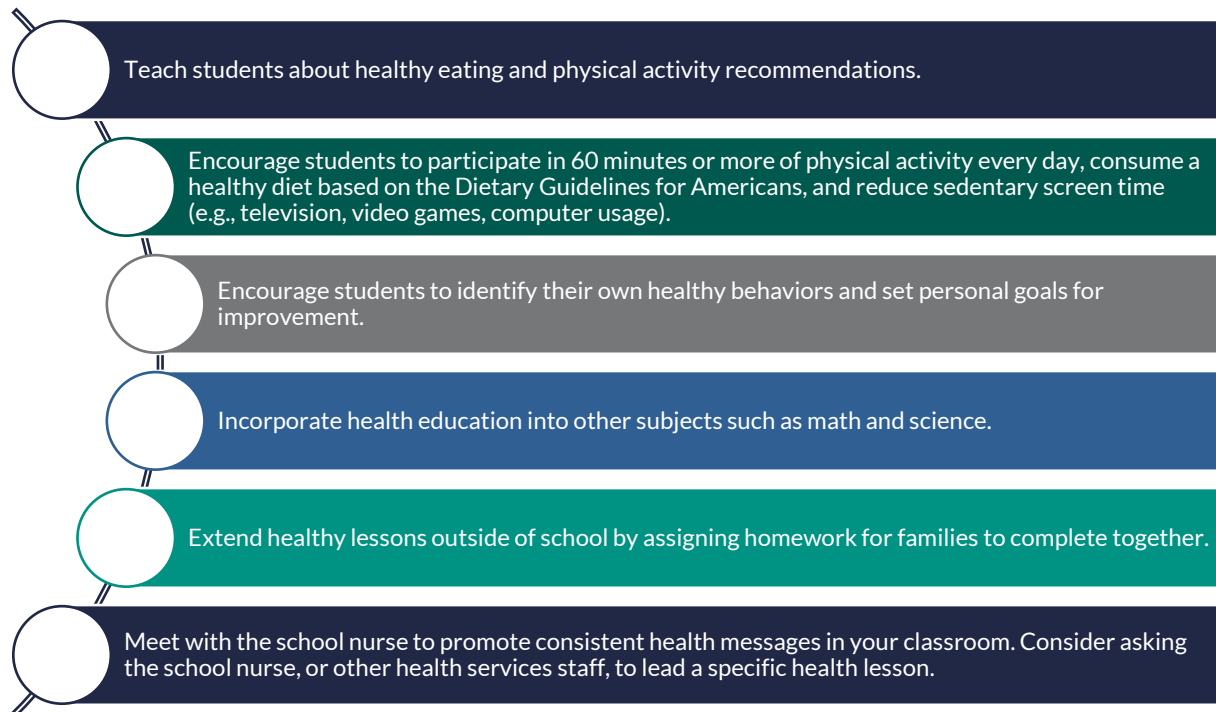 Teach students about healthy eating and physical activity recommendations.
Encourage students to participate in 60 minutes or more of physical activity every day, consume a
healthy diet based on the Dietary Guidelines for Americans, and reduce sedentary screen time
(e.g., television, video games, computer usage).
Encourage students to identify their own healthy behaviors and set personal goals for
improvement.
Incorporate health education into other subjects such as math and science.
Extend healthy lessons outside of school by assigning homework for families to complete together.
Meet with the school nurse to promote consistent health messages in your classroom. Consider asking
the school nurse, or other health services staff, to lead a specific health lesson.